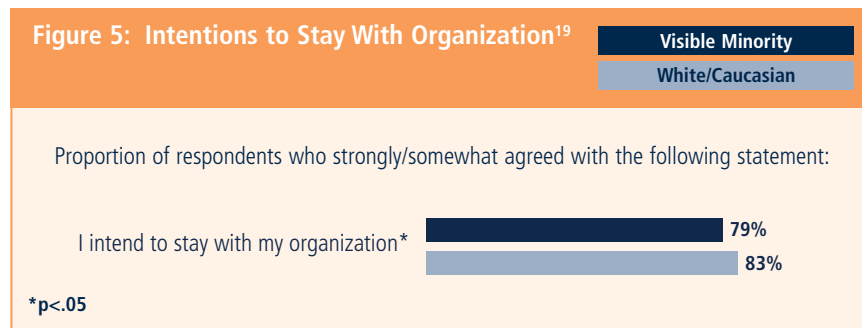 Figure 5: Intentions to Stay With Organization19
Visible Minority
White/Caucasian
Proportion of respondents who strongly/somewhat agreed with the following statement:
I intend to stay with my organization*
79%
83%
*p<.05